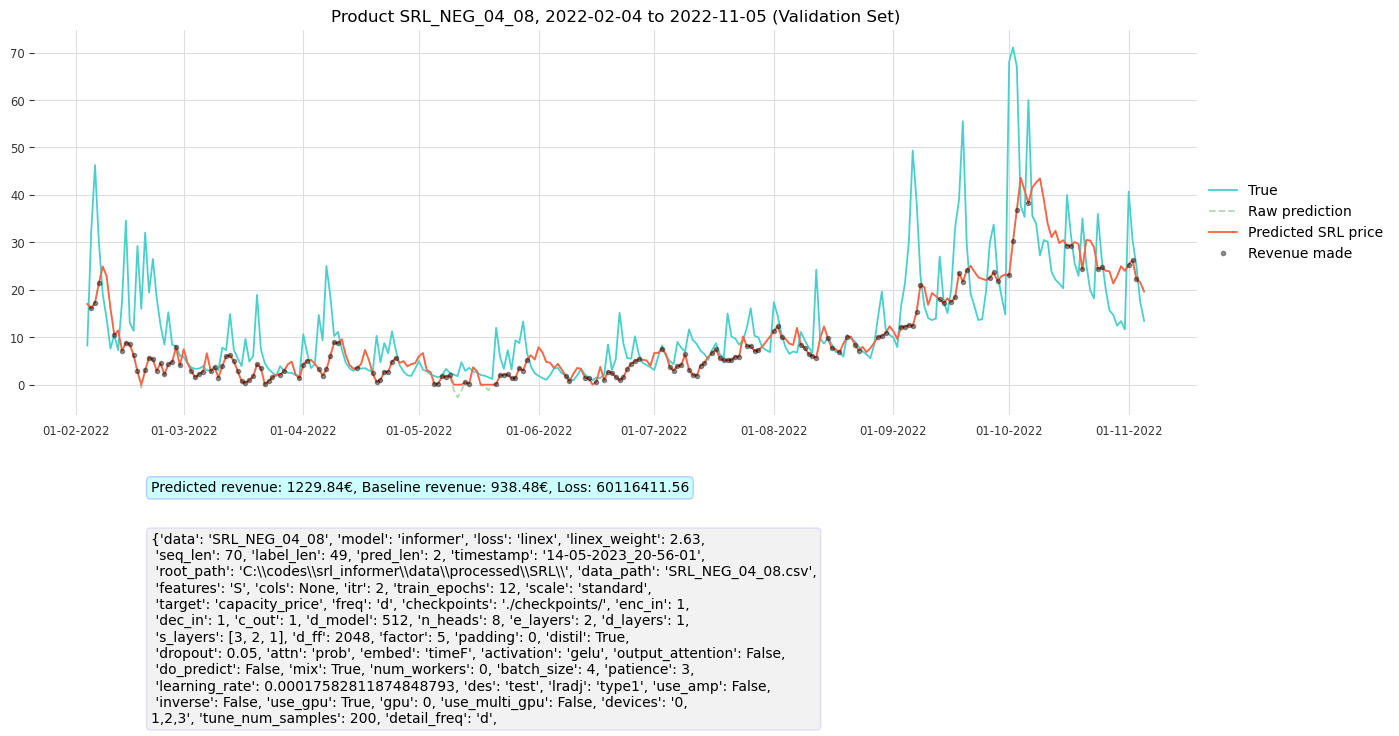 Product SRL_NEG_04_08, 2022-02-04 to 2022-11-05 (Validation Set)
70
60
50
40
30
20
10
0
01-02-2022 01-03-2022 01-04-2022 01-05-2022 01-06-2022 01-07-2022 01-08-2022 01-09-2022 01-10-2022 01-11-2022
True
Raw prediction
Predicted SRL price
Revenue made
Predicted revenue: 1229.84€, Baseline revenue: 938.48€, Loss: 60116411.56
{'data': 'SRL_NEG_04_08', 'model': 'informer', 'loss': 'linex', 'linex_weight': 2.63,
'seq_len': 70, 'label_len': 49, 'pred_len': 2, 'timestamp': '14-05-2023_20-56-01',
'root_path': 'C:\\codes\\srl_informer\\data\\processed\\SRL\\', 'data_path': 'SRL_NEG_04_08.csv',
'features': 'S', 'cols': None, 'itr': 2, 'train_epochs': 12, 'scale': 'standard',
'target': 'capacity_price', 'freq': 'd', 'checkpoints': './checkpoints/', 'enc_in': 1,
'dec_in': 1, 'c_out': 1, 'd_model': 512, 'n_heads': 8, 'e_layers': 2, 'd_layers': 1,
's_layers': [3, 2, 1], 'd_ff': 2048, 'factor': 5, 'padding': 0, 'distil': True,
'dropout': 0.05, 'attn': 'prob', 'embed': 'timeF', 'activation': 'gelu', 'output_attention': False,
'do_predict': False, 'mix': True, 'num_workers': 0, 'batch_size': 4, 'patience': 3,
'learning_rate': 0.00017582811874848793, 'des': 'test', 'lradj': 'type1', 'use_amp': False,
'inverse': False, 'use_gpu': True, 'gpu': 0, 'use_multi_gpu': False, 'devices': '0,
1,2,3', 'tune_num_samples': 200, 'detail_freq': 'd',